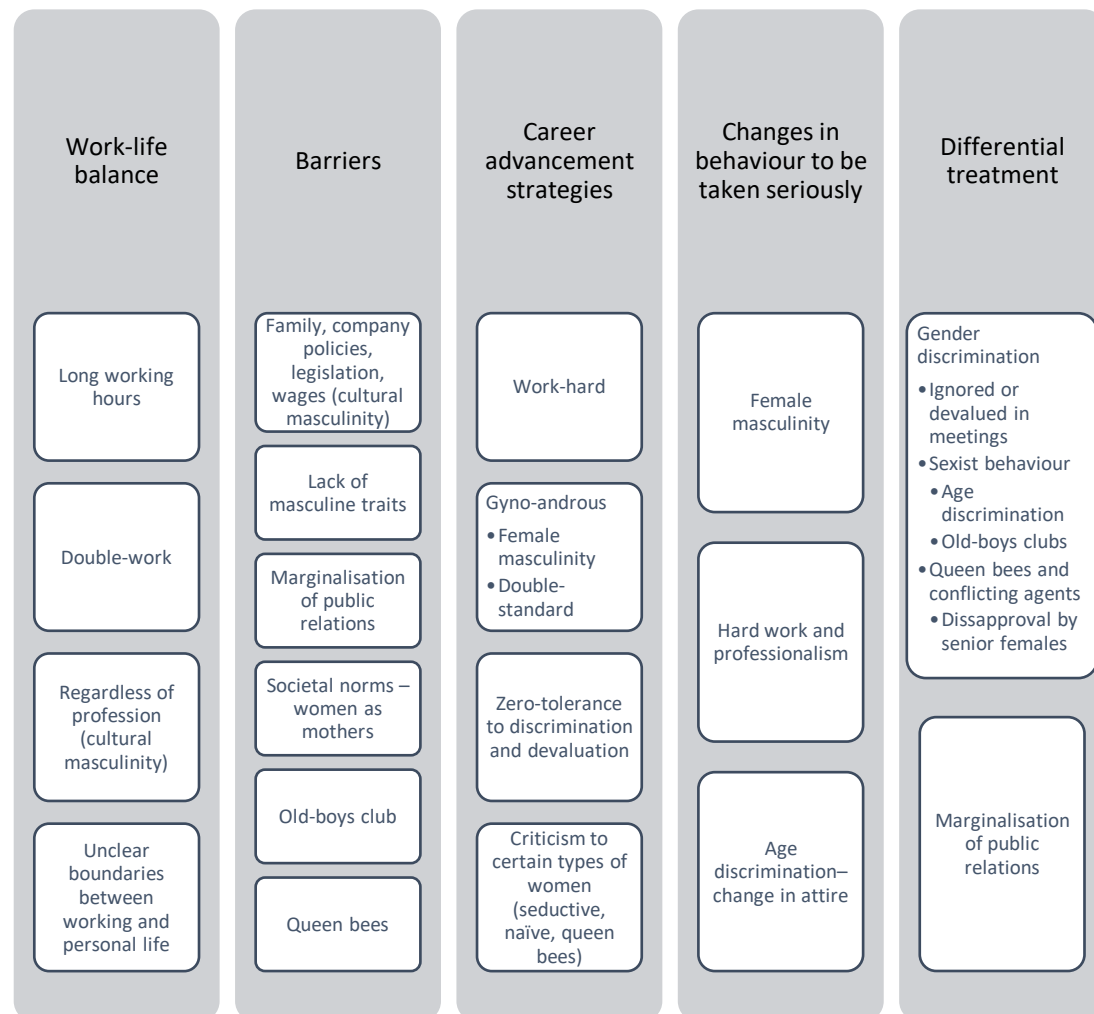 Work-life
balance
Long working
hours
Double-work
Regardless of
profession
(cultural
masculinity)
Unclear
boundaries
between
working and
personal life
Barriers
Family, company
policies,
legislation,
wages (cultural
masculinity)
Lack of
masculine traits
Marginalisation
of public
relations
Societal norms –
women as
mothers
Old-boys club
Queen bees
Career
advancement
strategies
Work-hard
Gyno-androus
•Female
masculinity
•Double-
standard
Zero-tolerance
to discrimination
and devaluation
Criticism to
certain types of
women
(seductive,
naïve, queen
bees)
Changes in
behaviour to be
taken seriously
Female
masculinity
Hard work and
professionalism
Age
discrimination–
change in attire
Differential
treatment
Gender
discrimination
•Ignored or
devalued in
meetings
•Sexist behaviour
•Age
discrimination
•Old-boys clubs
•Queen bees and
conflicting agents
•Dissapproval by
senior females
Marginalisation
of public
relations